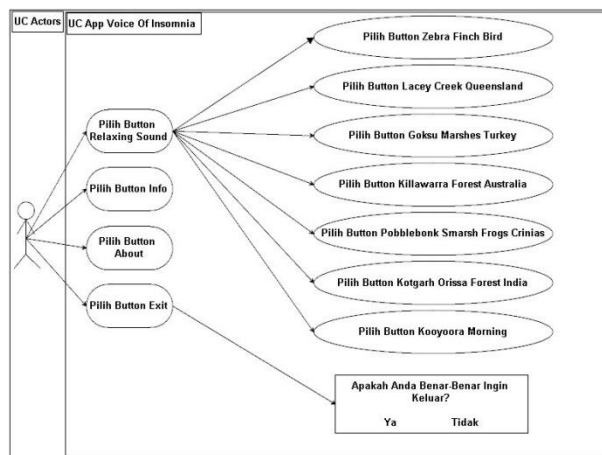 UC Actors
UC App Voice Of Insomnia
Pilih Button
Relaxing Sound
Pilih Button Info
Pilih Button
About
Pilih Button Exit
Pilih Button Zebra Finch Bird
Pilih Button Lacey Creek Queensland
Pilih Button Goksu Marshes Turkey
Pilih Button Killawarra Forest Australia
Pilih Button Pobblebonk Smarsh Frogs Crinias
Pilih Button Kotgarh Orissa Forest India
Pilih Button Kooyoora Morning
Apakah Anda Benar-Benar Ingin
Keluar?
Ya Tidak